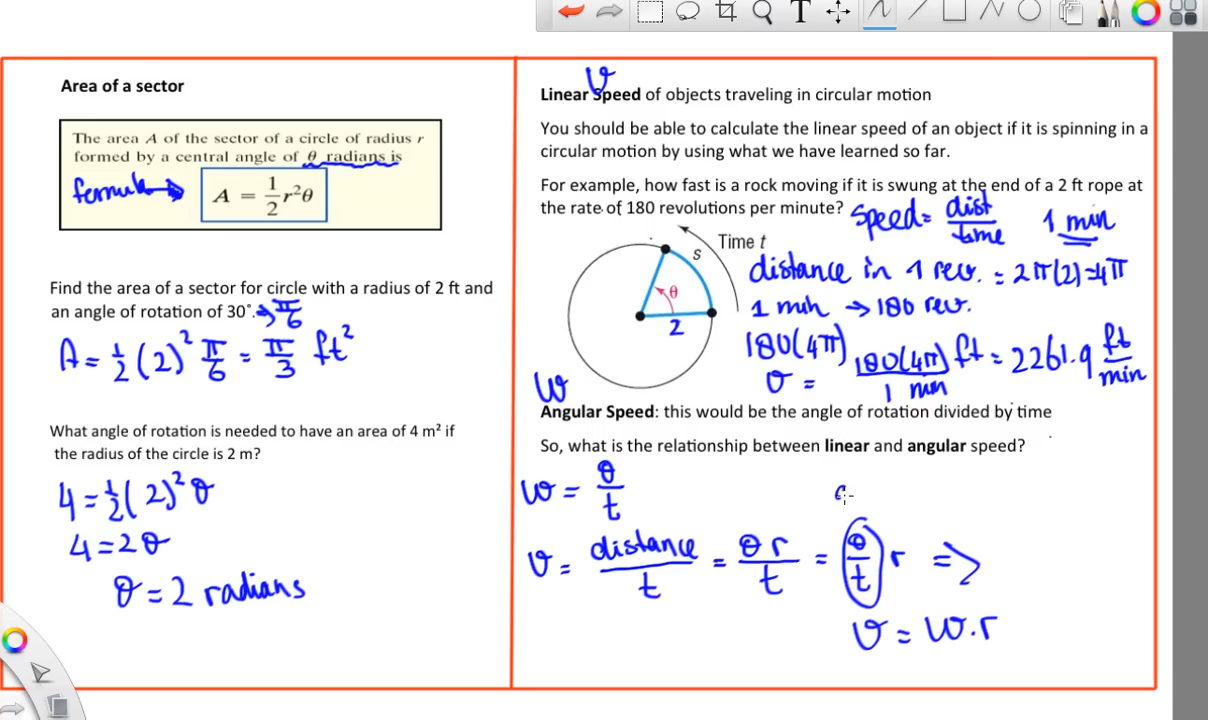 T
Area of a sector
The area A of the sector of a circle of radius r
formed by a central angle of θ radians is
formula → A = 1/2 r²θ
Find the area of a sector for circle with a radius of 2 ft and
an angle of rotation of 30°. → π/6
A = 1/2 (2)² π/6 = π/3 ft²
What angle of rotation is needed to have an area of 4 m² if
the radius of the circle is 2 m?
4 = 1/2 (2)² θ
4 = 2θ
θ = 2 radians
v
Linear Speed of objects traveling in circular motion
You should be able to calculate the linear speed of an object if it is spinning in a
circular motion by using what we have learned so far.
For example, how fast is a rock moving if it is swung at the end of a 2 ft rope at
the rate of 180 revolutions per minute? speed = dist/time 1 min
Time t
s
θ
2
distance in 1 rev. = 2π(2) = 4π
1 min → 180 rev.
180(4π)
v = 180(4π)/1 min ft = 2261.9 ft/min
w
Angular Speed: this would be the angle of rotation divided by time
So, what is the relationship between linear and angular speed?
w = θ/t
v = distance/t = θr/t = (θ/t) r =>
v = w·r